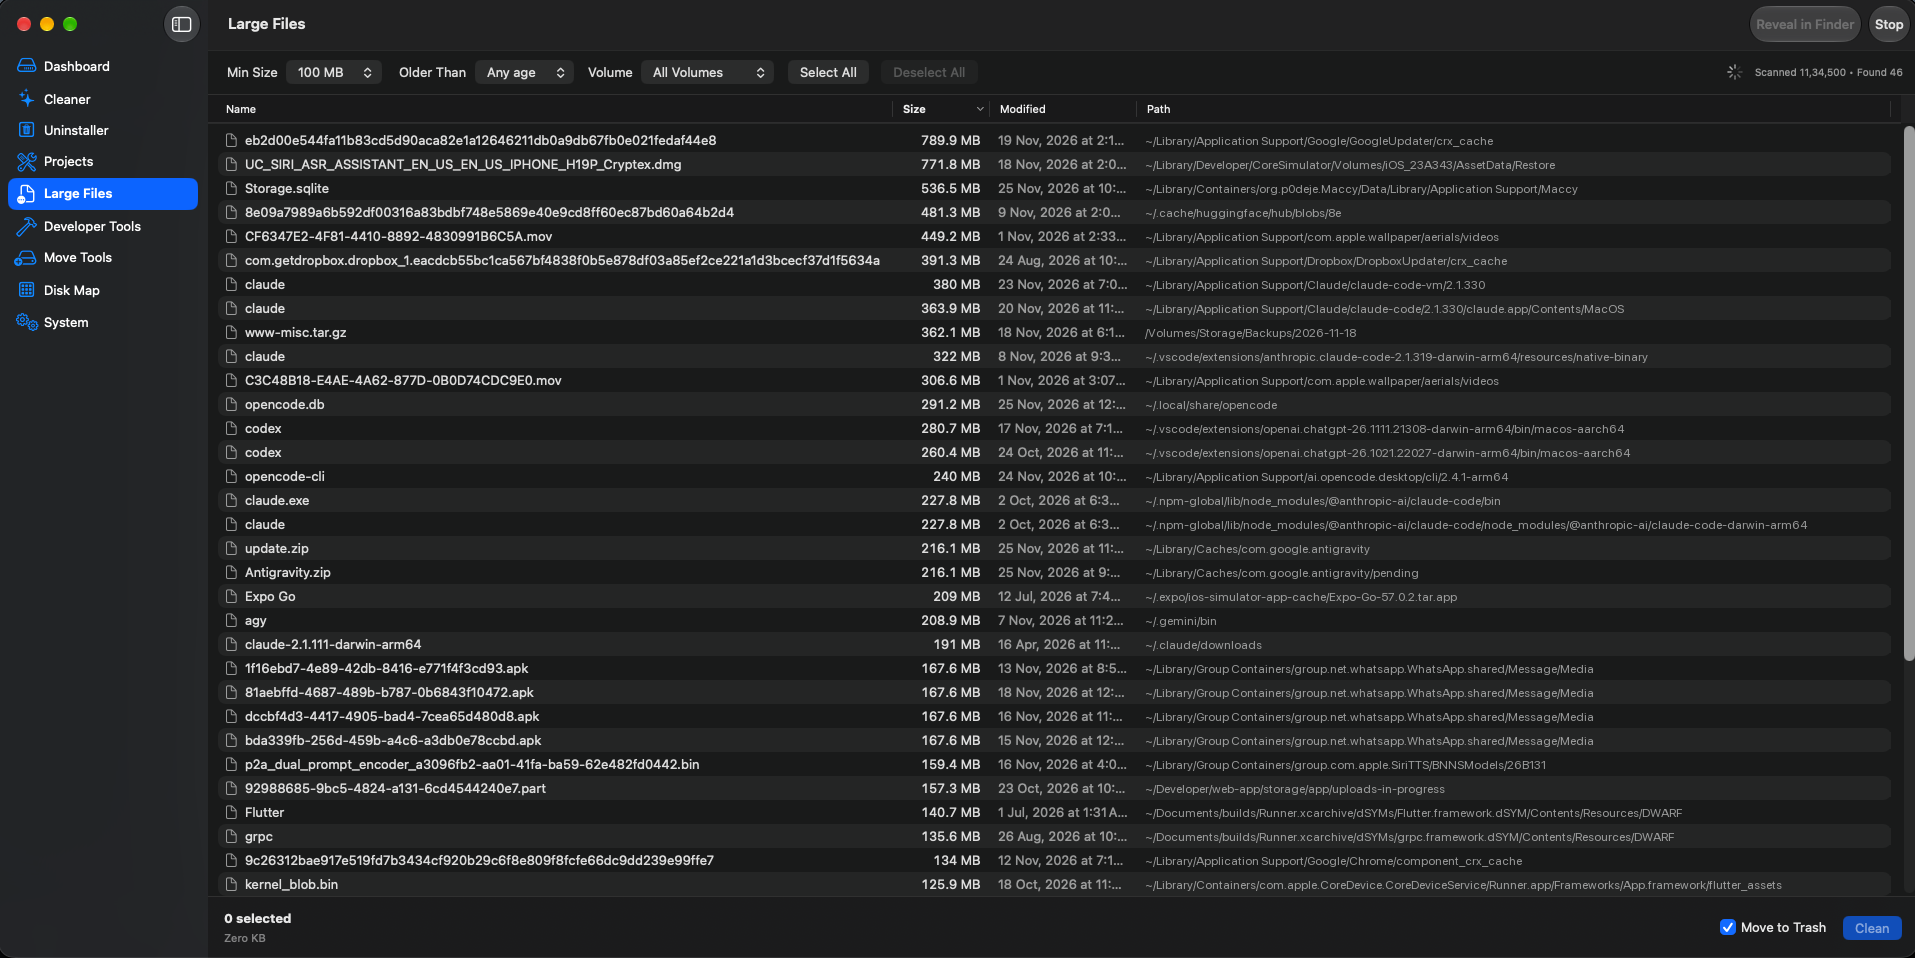 Large Files
Reveal in Finder
Stop
Dashboard
Cleaner
Uninstaller
Projects
Large Files
Developer Tools
Move Tools
Disk Map
System
Min Size 100 MB Older Than Any age Volume All Volumes Select All Deselect All Scanned 11,34,500 • Found 46
Name Size Modified Path
eb2d00e544fa11b83cd5d90aca82e1a12646211db0a9db67fb0e021fedaf44e8 789.9 MB 19 Nov, 2026 at 2:1... ~/Library/Application Support/Google/GoogleUpdater/crx_cache
UC_SIRI_ASR_ASSISTANT_EN_US_EN_US_IPHONE_H19P_Cryptex.dmg 771.8 MB 18 Nov, 2026 at 2:0... ~/Library/Developer/CoreSimulator/Volumes/iOS_23A343/AssetData/Restore
Storage.sqlite 536.5 MB 25 Nov, 2026 at 10:... ~/Library/Containers/org.p0deje.Maccy/Data/Library/Application Support/Maccy
8e09a7989a6b592df00316a83bdbf748e5869e40e9cd8ff60ec87bd60a64b2d4 481.3 MB 9 Nov, 2026 at 2:0... ~/.cache/huggingface/hub/blobs/8e
CF6347E2-4F81-4410-8892-4830991B6C5A.mov 449.2 MB 1 Nov, 2026 at 2:33... ~/Library/Application Support/com.apple.wallpaper/aerials/videos
com.getdropbox.dropbox_1.eacdcb55bc1ca567bf4838f0b5e878df03a85ef2ce221a1d3bcecf37d1f5634a 391.3 MB 24 Aug, 2026 at 10:... ~/Library/Application Support/Dropbox/DropboxUpdater/crx_cache
claude 380 MB 23 Nov, 2026 at 7:0... ~/Library/Application Support/Claude/claude-code-vm/2.1.330
claude 363.9 MB 20 Nov, 2026 at 11:... ~/Library/Application Support/Claude/claude-code/2.1.330/claude.app/Contents/MacOS
www-misc.tar.gz 362.1 MB 18 Nov, 2026 at 6:1... /Volumes/Storage/Backups/2026-11-18
claude 322 MB 8 Nov, 2026 at 9:3... ~/.vscode/extensions/anthropic.claude-code-2.1.319-darwin-arm64/resources/native-binary
C3C48B18-E4AE-4A62-877D-0B0D74CDC9E0.mov 306.6 MB 1 Nov, 2026 at 3:07... ~/Library/Application Support/com.apple.wallpaper/aerials/videos
opencode.db 291.2 MB 25 Nov, 2026 at 12:... ~/.local/share/opencode
codex 280.7 MB 17 Nov, 2026 at 7:1... ~/.vscode/extensions/openai.chatgpt-26.1111.21308-darwin-arm64/bin/macos-aarch64
codex 260.4 MB 24 Oct, 2026 at 11:... ~/.vscode/extensions/openai.chatgpt-26.1021.22027-darwin-arm64/bin/macos-aarch64
opencode-cli 240 MB 24 Nov, 2026 at 10:... ~/Library/Application Support/ai.opencode.desktop/cli/2.4.1-arm64
claude.exe 227.8 MB 2 Oct, 2026 at 6:3... ~/.npm-global/lib/node_modules/@anthropic-ai/claude-code/bin
claude 227.8 MB 2 Oct, 2026 at 6:3... ~/.npm-global/lib/node_modules/@anthropic-ai/claude-code/node_modules/@anthropic-ai/claude-code-darwin-arm64
update.zip 216.1 MB 25 Nov, 2026 at 11:... ~/Library/Caches/com.google.antigravity
Antigravity.zip 216.1 MB 25 Nov, 2026 at 9:... ~/Library/Caches/com.google.antigravity/pending
Expo Go 209 MB 12 Jul, 2026 at 7:4... ~/.expo/ios-simulator-app-cache/Expo-Go-57.0.2.tar.app
agy 208.9 MB 7 Nov, 2026 at 11:2... ~/.gemini/bin
claude-2.1.111-darwin-arm64 191 MB 16 Apr, 2026 at 11:... ~/.claude/downloads
1f16ebd7-4e89-42db-8416-e771f4f3cd93.apk 167.6 MB 13 Nov, 2026 at 8:5... ~/Library/Group Containers/group.net.whatsapp.WhatsApp.shared/Message/Media
81aebffd-4687-489b-b787-0b6843f10472.apk 167.6 MB 18 Nov, 2026 at 12:... ~/Library/Group Containers/group.net.whatsapp.WhatsApp.shared/Message/Media
dccbf4d3-4417-4905-bad4-7cea65d480d8.apk 167.6 MB 16 Nov, 2026 at 11:... ~/Library/Group Containers/group.net.whatsapp.WhatsApp.shared/Message/Media
bda339fb-256d-459b-a4c6-a3db0e78ccbd.apk 167.6 MB 15 Nov, 2026 at 12:... ~/Library/Group Containers/group.net.whatsapp.WhatsApp.shared/Message/Media
p2a_dual_prompt_encoder_a3096fb2-aa01-41fa-ba59-62e482fd0442.bin 159.4 MB 16 Nov, 2026 at 4:0... ~/Library/Group Containers/group.com.apple.SiriTTS/BNNSModels/26B131
92988685-9bc5-4824-a131-6cd4544240e7.part 157.3 MB 23 Oct, 2026 at 10:... ~/Developer/web-app/storage/app/uploads-in-progress
Flutter 140.7 MB 1 Jul, 2026 at 1:31 A... ~/Documents/builds/Runner.xcarchive/dSYMs/Flutter.framework.dSYM/Contents/Resources/DWARF
grpc 135.6 MB 26 Aug, 2026 at 10:... ~/Documents/builds/Runner.xcarchive/dSYMs/grpc.framework.dSYM/Contents/Resources/DWARF
9c26312bae917e519fd7b3434cf920b29c6f8e809f8fcfe66dc9dd239e99ffe7 134 MB 12 Nov, 2026 at 7:1... ~/Library/Application Support/Google/Chrome/component_crx_cache
kernel_blob.bin 125.9 MB 18 Oct, 2026 at 11:... ~/Library/Containers/com.apple.CoreDevice.CoreDeviceService/Runner.app/Frameworks/App.framework/flutter_assets
0 selected
Zero KB
Move to Trash
Clean